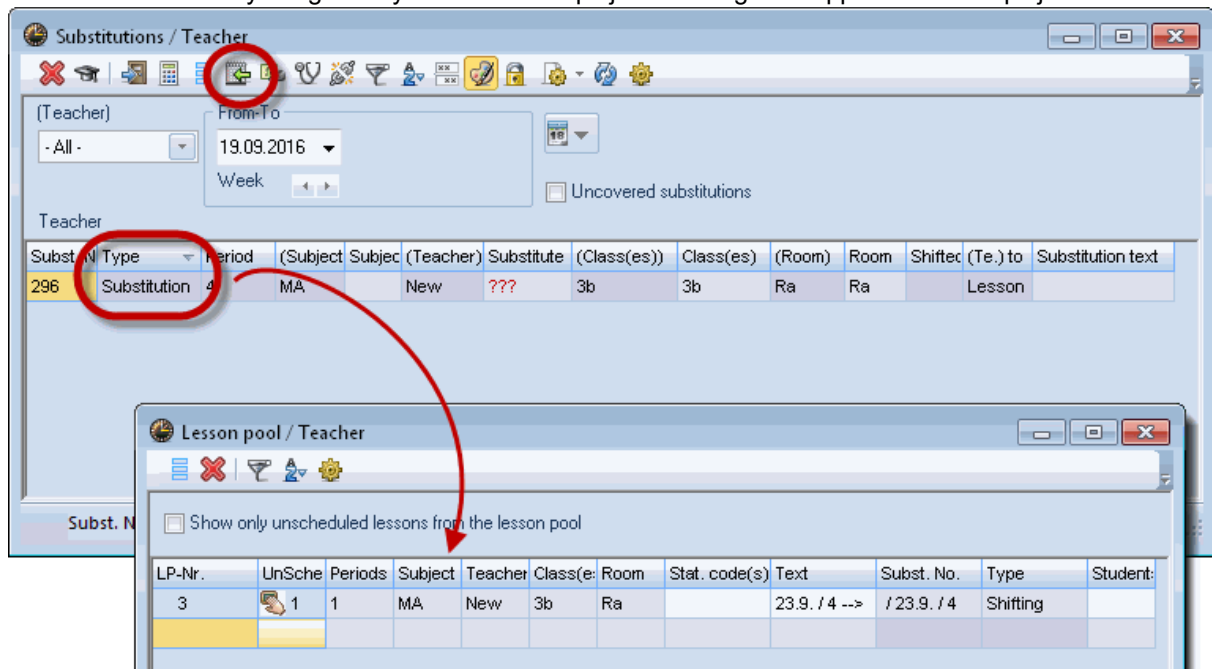 Substitutions / Teacher
(Teacher) From-To
- All - 19.09.2016
Week
Uncovered substitutions
Teacher
Subst. N Type Period (Subject Subjec (Teacher) Substitute (Class(es)) Class(es) (Room) Room Shifted (Te.) to Substitution text
296 Substitution 4 MA New ??? 3b 3b Ra Ra Lesson
Lesson pool / Teacher
Show only unscheduled lessons from the lesson pool
Subst. N
LP-Nr. UnSche Periods Subject Teacher Class(e: Room Stat. code(s) Text Subst. No. Type Student:
3 1 1 MA New 3b Ra 23.9. / 4 --> / 23.9. / 4 Shifting